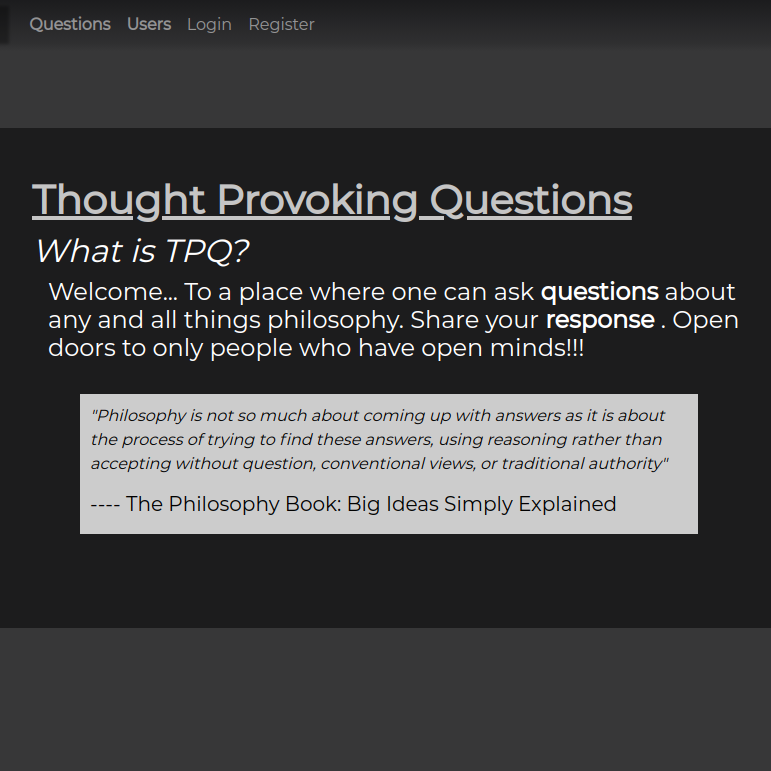 Questions Users Login Register
Thought Provoking Questions
What is TPQ?
Welcome... To a place where one can ask questions about
any and all things philosophy. Share your response . Open
doors to only people who have open minds!!!
"Philosophy is not so much about coming up with answers as it is about
the process of trying to find these answers, using reasoning rather than
accepting without question, conventional views, or traditional authority"
---- The Philosophy Book: Big Ideas Simply Explained